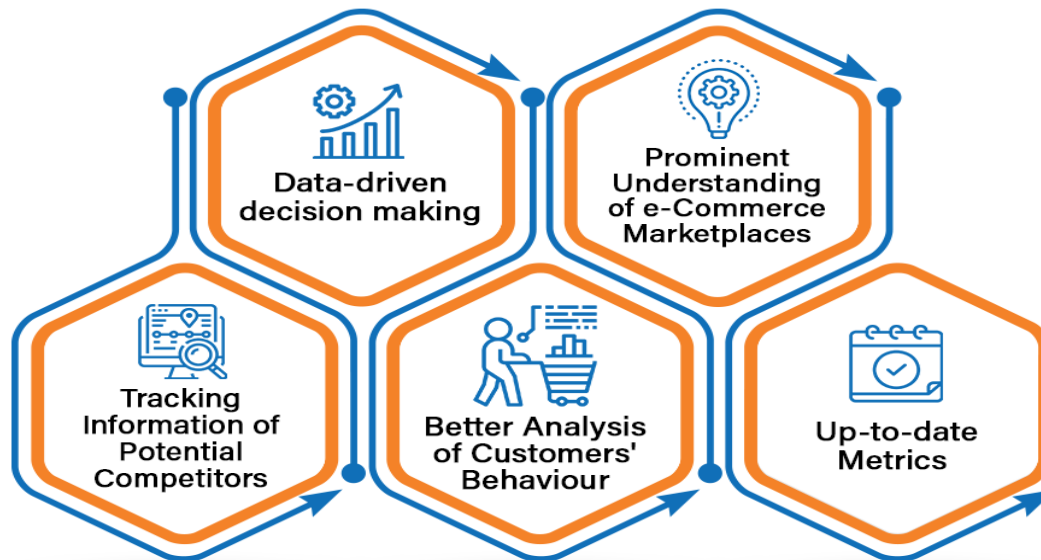 Data-driven
decision making
Prominent
Understanding
of e-Commerce
Marketplaces
Tracking
Information of
Potential
Competitors
Better Analysis
of Customers'
Behaviour
Up-to-date
Metrics